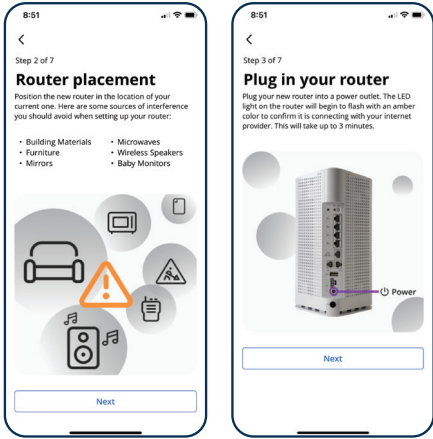 8:51
Step 2 of 7
Router placement
Position the new router in the location of your
current one. Here are some sources of interference
you should avoid when setting up your router:
• Building Materials
• Furniture
• Mirrors
• Microwaves
• Wireless Speakers
• Baby Monitors
Next
8:51
Step 3 of 7
Plug in your router
Plug your new router into a power outlet. The LED
light on the router will begin to flash with an amber
color to confirm it is connecting with your internet
provider. This will take up to 3 minutes.
Power
Next